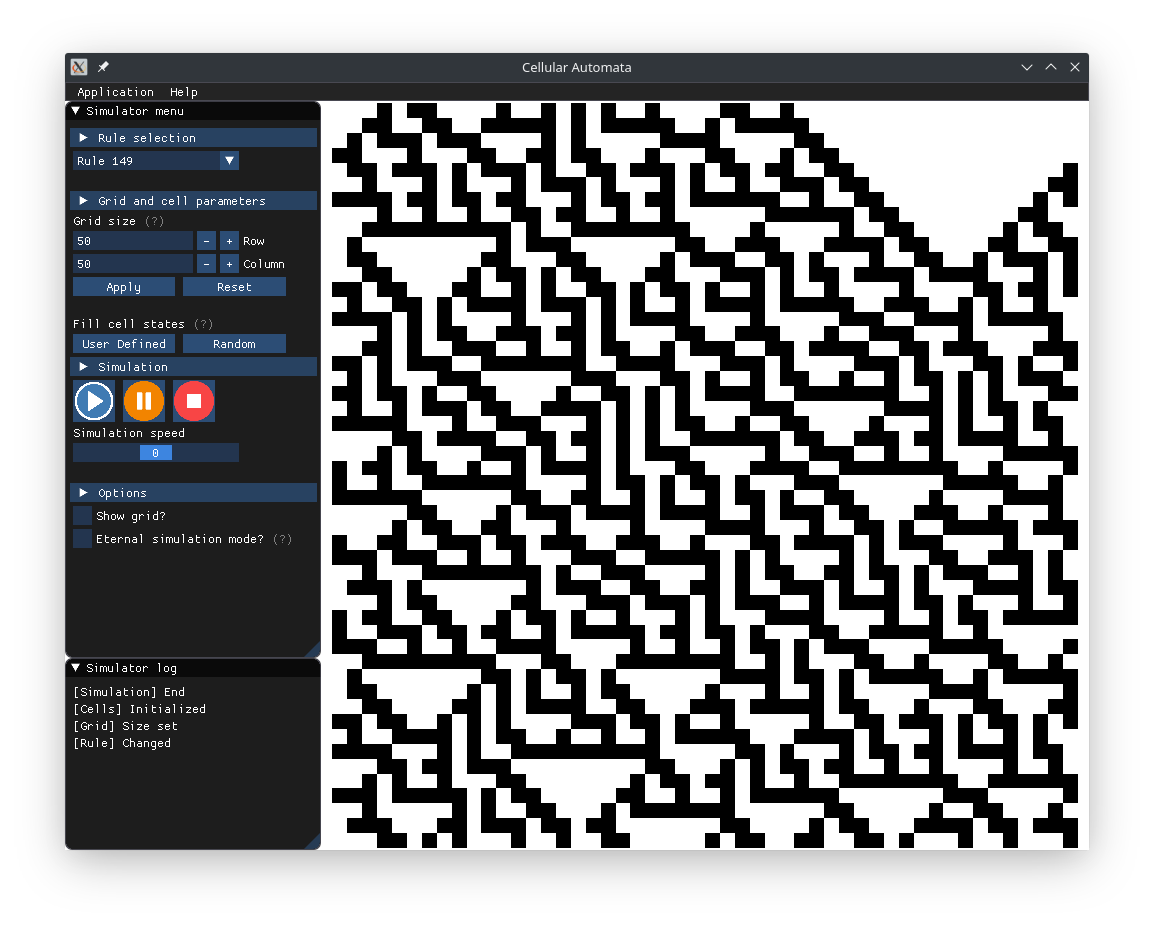 Cellular Automata
Application Help
Simulator menu
Rule selection
Rule 149
Grid and cell parameters
Grid size (?)
50 - + Row
50 - + Column
Apply Reset
Fill cell states (?)
User Defined Random
Simulation
Simulation speed
0
Options
Show grid?
Eternal simulation mode? (?)
Simulator log
[Simulation] End
[Cells] Initialized
[Grid] Size set
[Rule] Changed